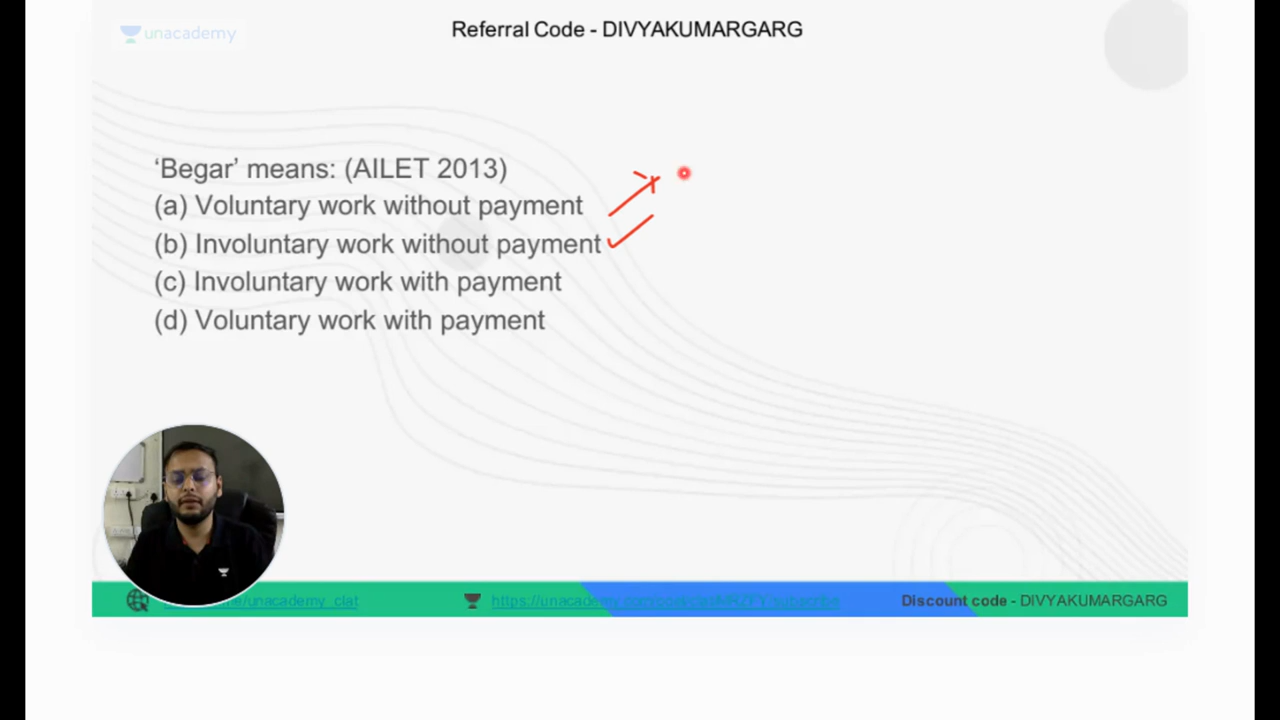 unacademy
Referral Code - DIVYAKUMARGARG
‘Begar’ means: (AILET 2013)
(a) Voluntary work without payment
(b) Involuntary work without payment
(c) Involuntary work with payment
(d) Voluntary work with payment
/unacademy_clat
Discount code - DIVYAKUMARGARG